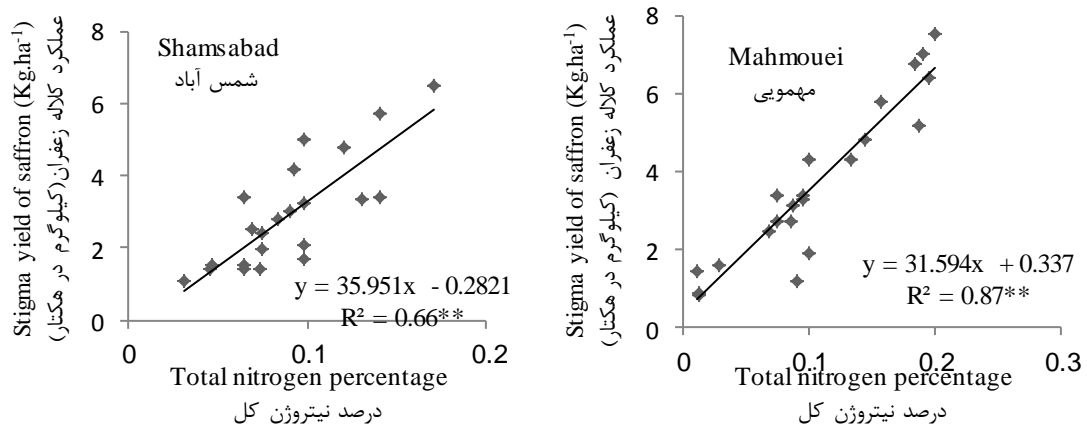 Stigma yield of saffron (Kg.ha⁻¹)
عملکرد کلاله زعفران(کیلوگرم در هکتار)
Shamsabad
شمس آباد
8
6
4
2
0
y = 35.951x - 0.2821
R² = 0.66**
0 0.1 0.2
Total nitrogen percentage
درصد نیتروژن کل
Stigma yield of saffron (Kg.ha⁻¹)
عملکرد کلاله زعفران (کیلوگرم در هکتار)
Mahmouei
مهمویی
8
6
4
2
0
y = 31.594x + 0.337
R² = 0.87**
0 0.1 0.2 0.3
Total nitrogen percentage
درصد نیتروژن کل